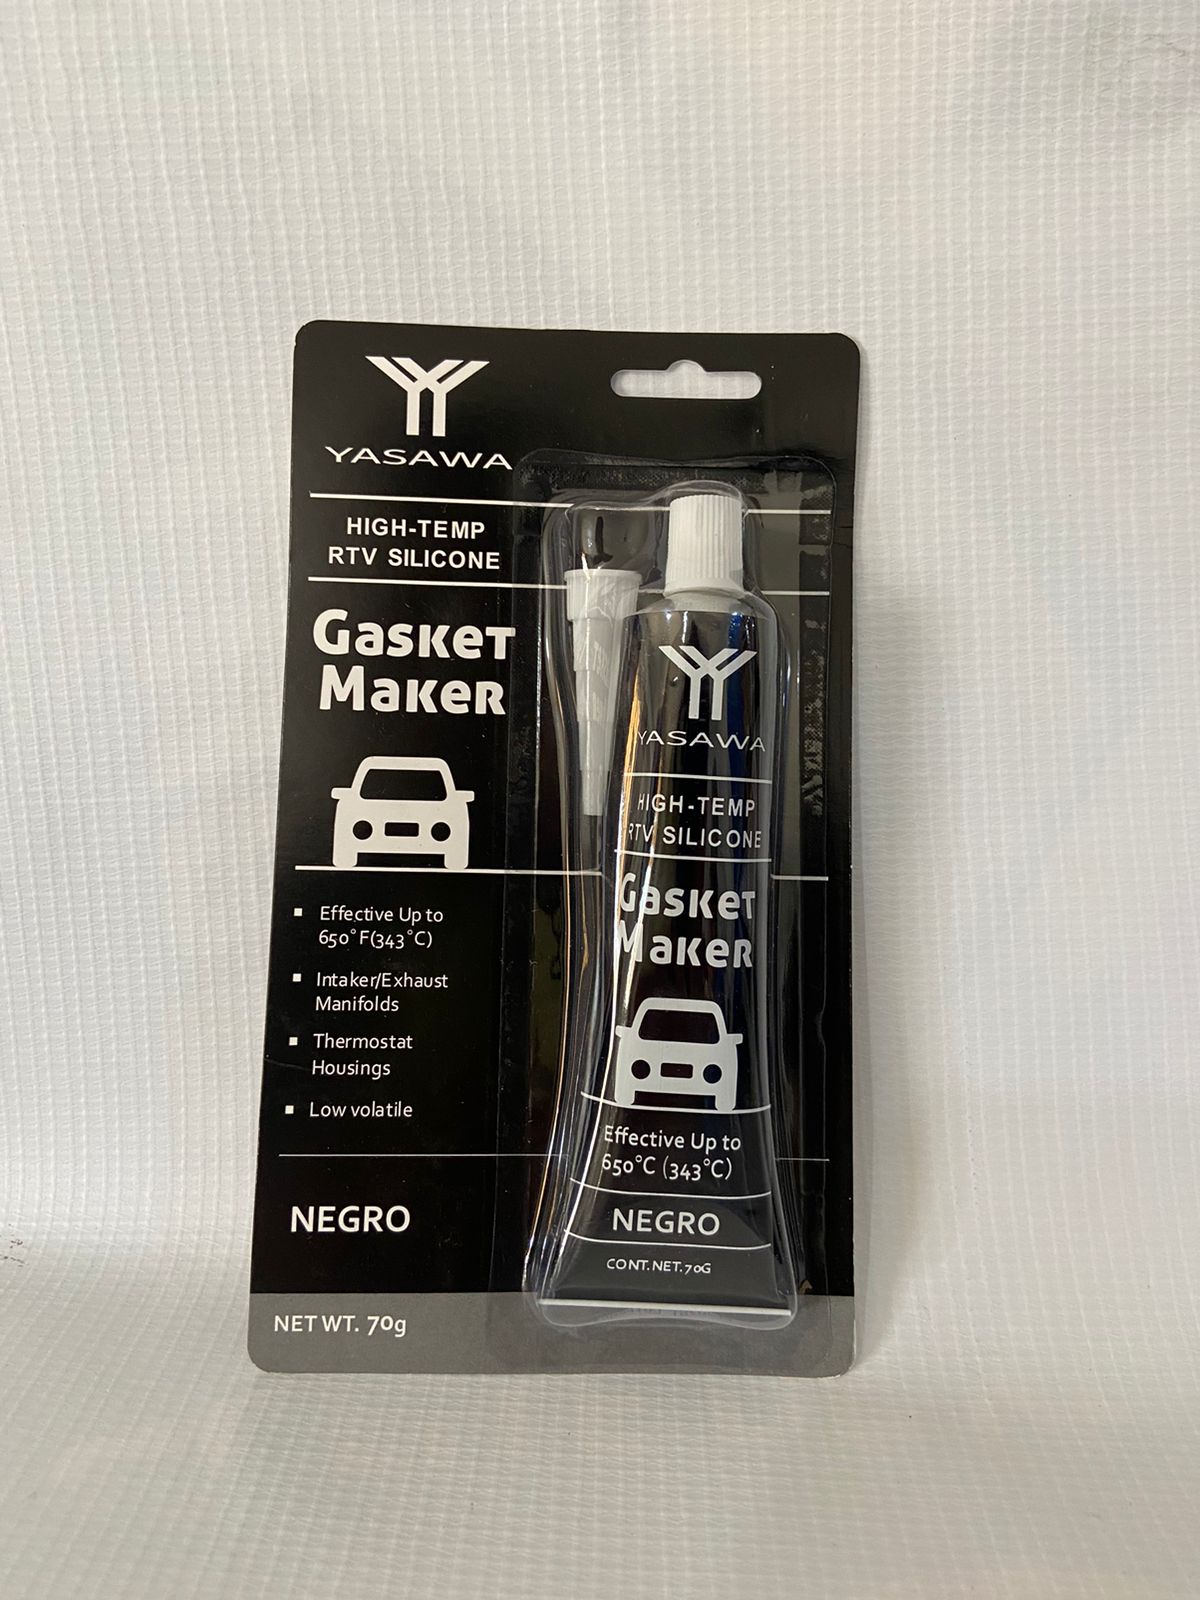 YASAWA
HIGH-TEMP
RTV SILICONE
Gasket
Maker
Effective Up to
650°F(343°C)
Intaker/Exhaust
Manifolds
Thermostat
Housings
Low volatile
NEGRO
NET WT. 70g
YASAWA
HIGH-TEMP
RTV SILICONE
Gasket
Maker
Effective Up to
650°C (343°C)
NEGRO
CONT.NET.70G